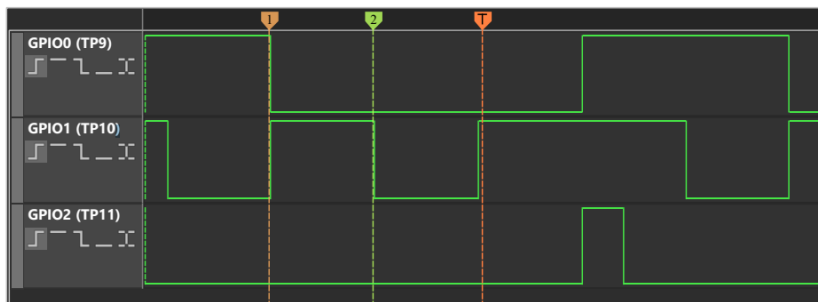 1 2 T
GPIO0 (TP9)
GPIO1 (TP10)
GPIO2 (TP11)